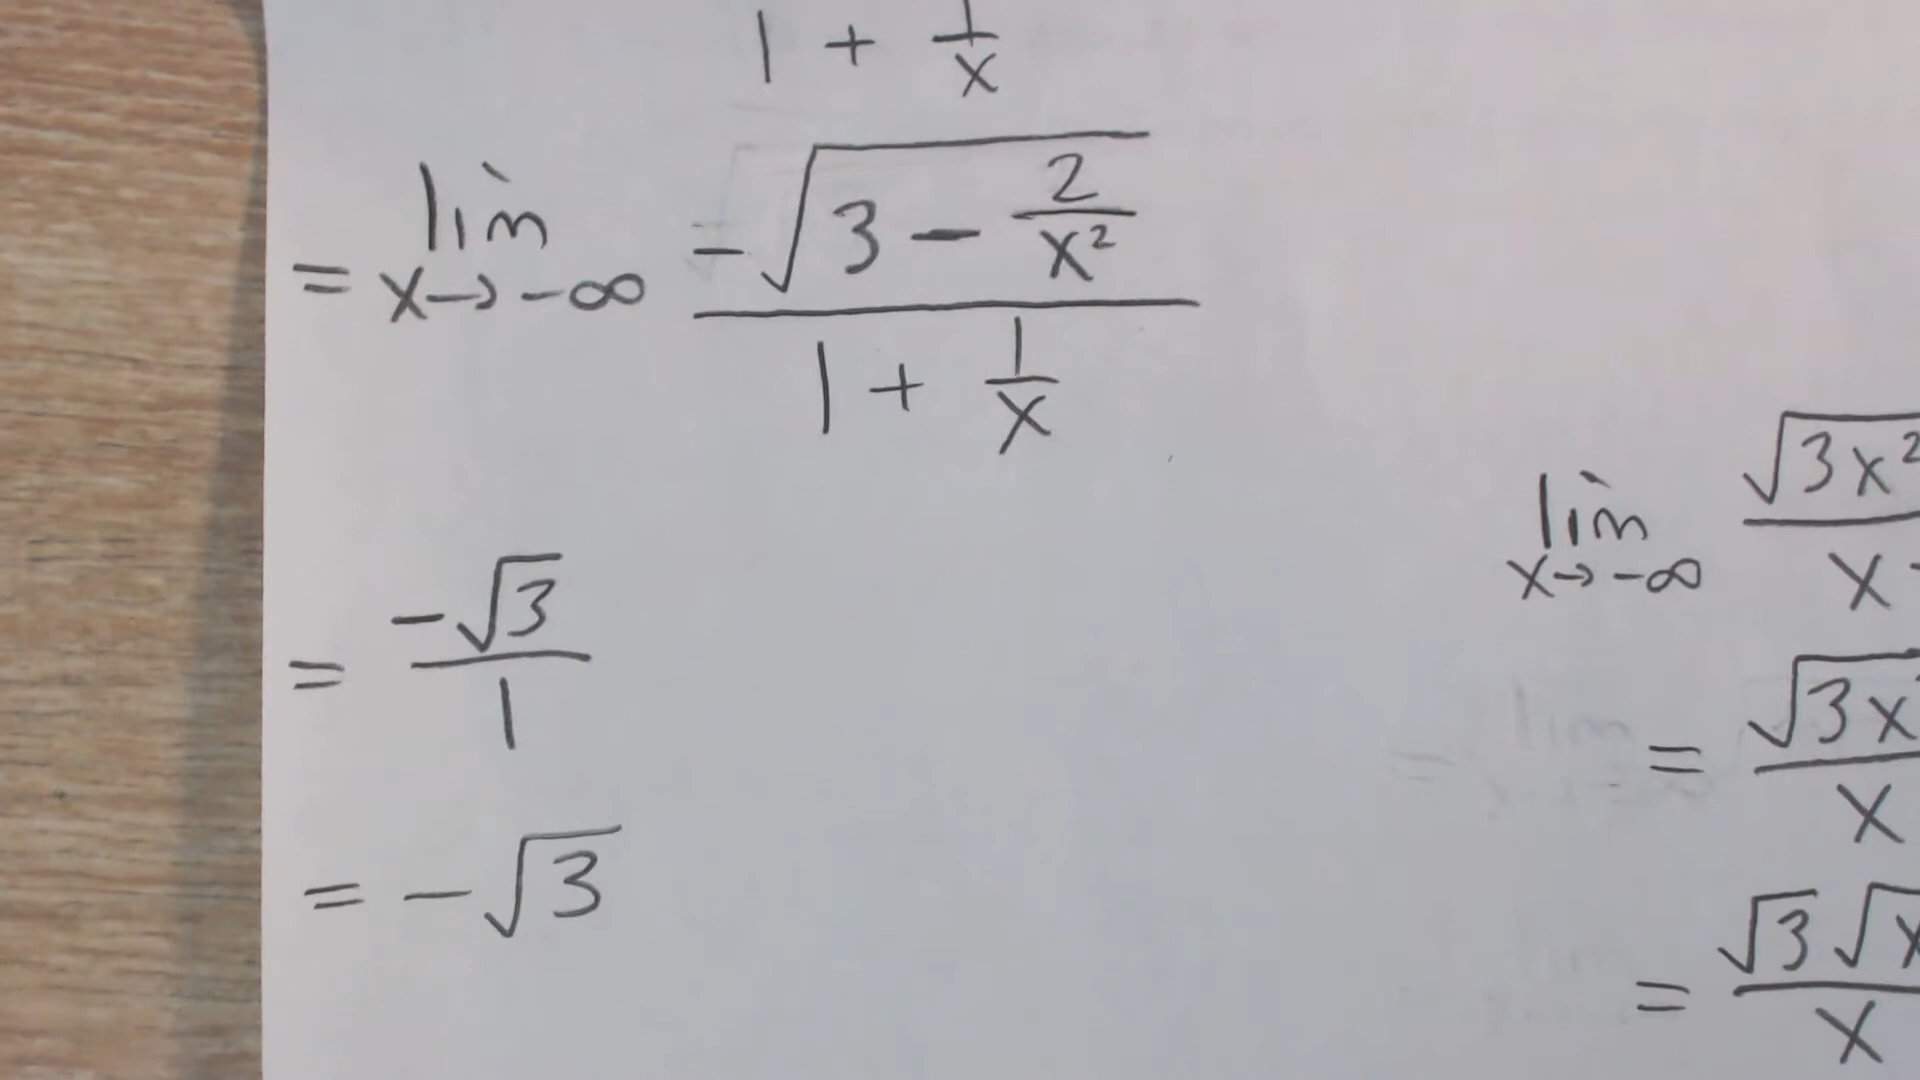 1 + 1/x
= lim x→-∞ -√(3 - 2/x²) / (1 + 1/x)
= -√3/1
= -√3
lim x→-∞ √3x² / x
= √3x / x
= √3 √x / x